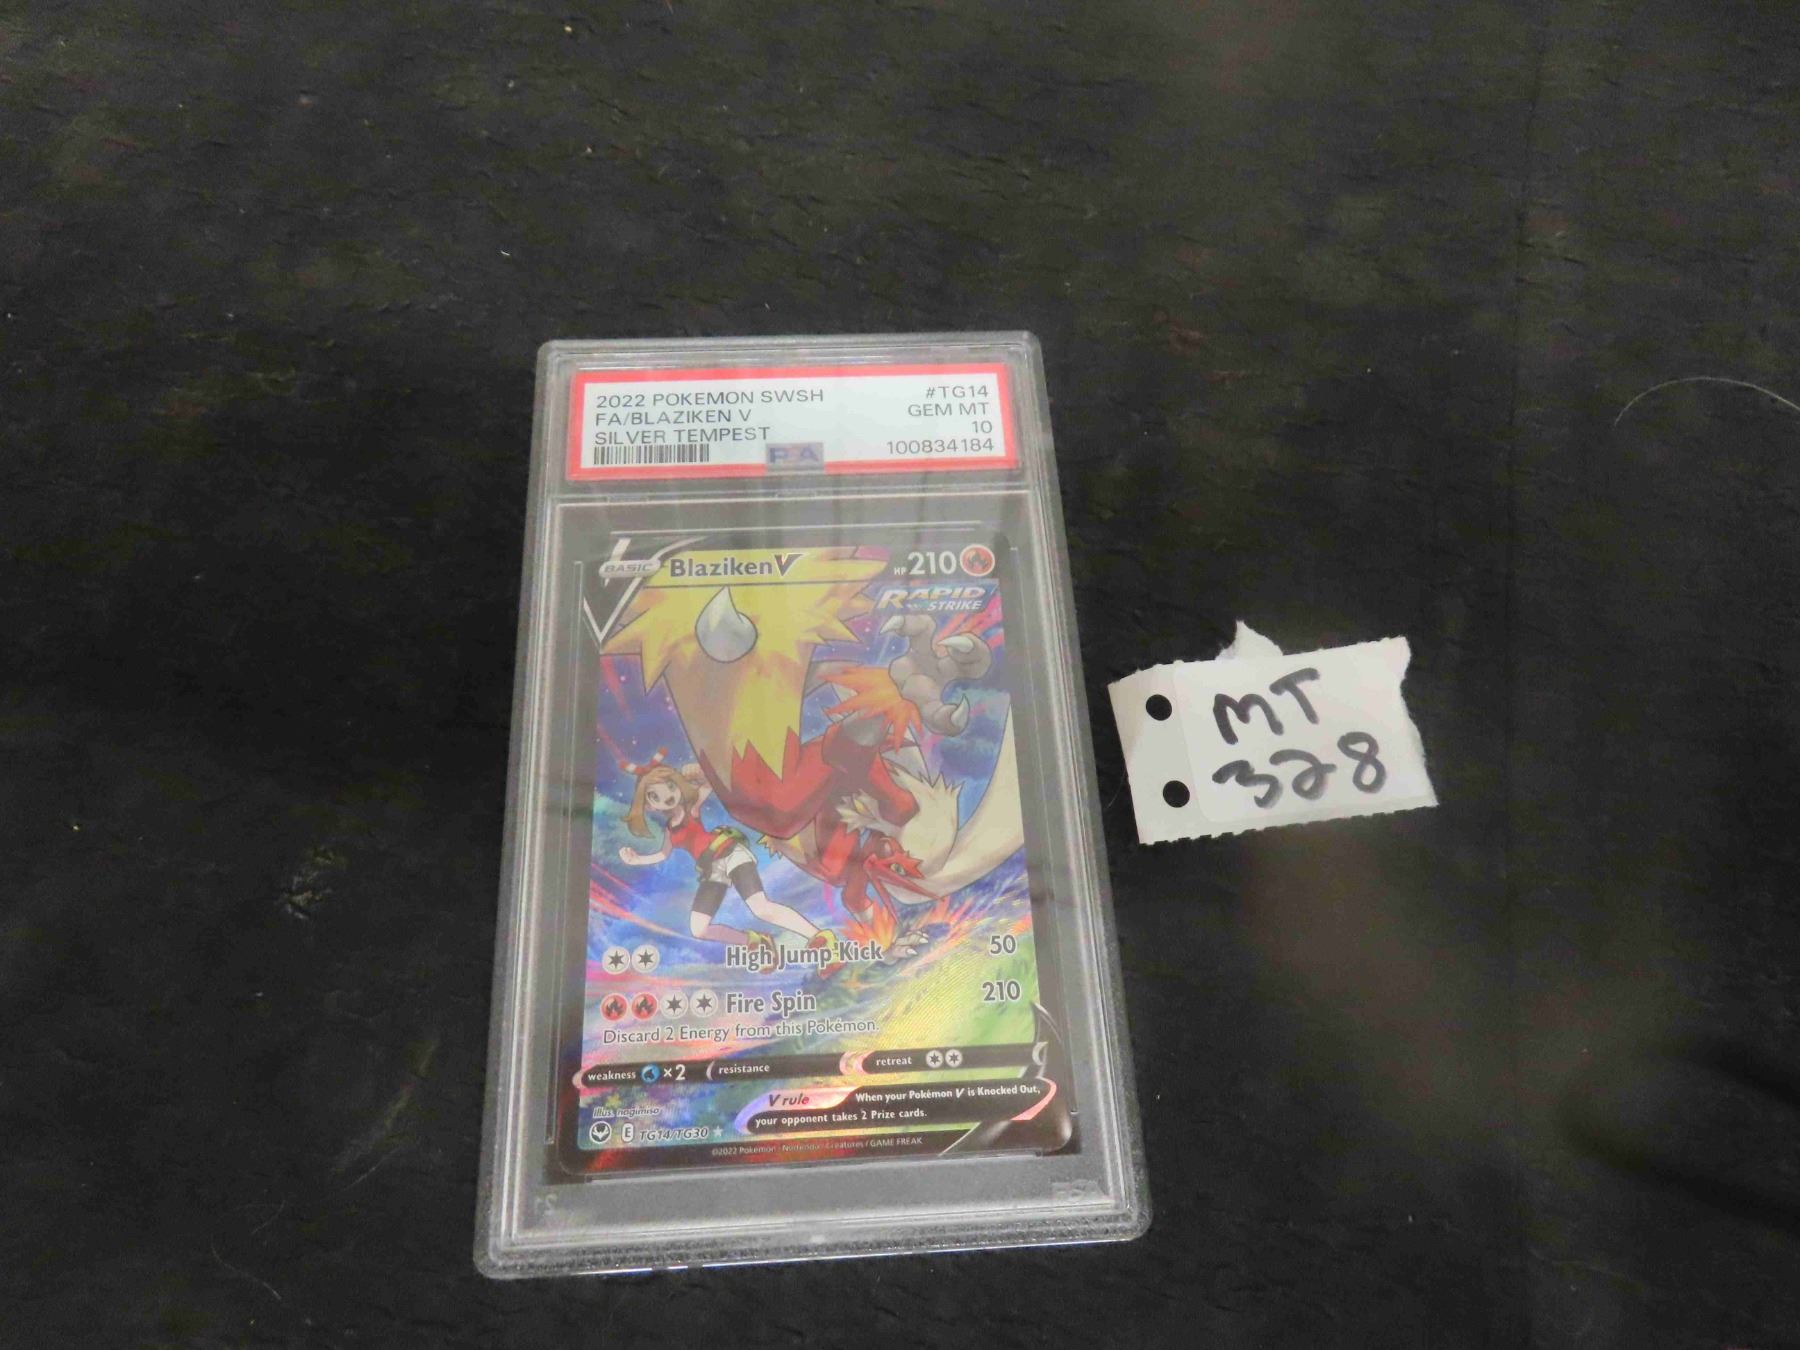 2022 POKEMON SWSH #TG14
FA/BLAZIKEN V GEM MT
SILVER TEMPEST 10
PSA 100834184
BASIC Blaziken V HP 210
RAPID
STRIKE
High Jump Kick 50
Fire Spin 210
Discard 2 Energy from this Pokémon.
weakness ×2 resistance retreat
V rule When your Pokémon V is Knocked Out,
your opponent takes 2 Prize cards.
Illus. nagimiso
E TG14/TG30 ★
©2022 Pokémon / Nintendo / Creatures / GAME FREAK
MT
328